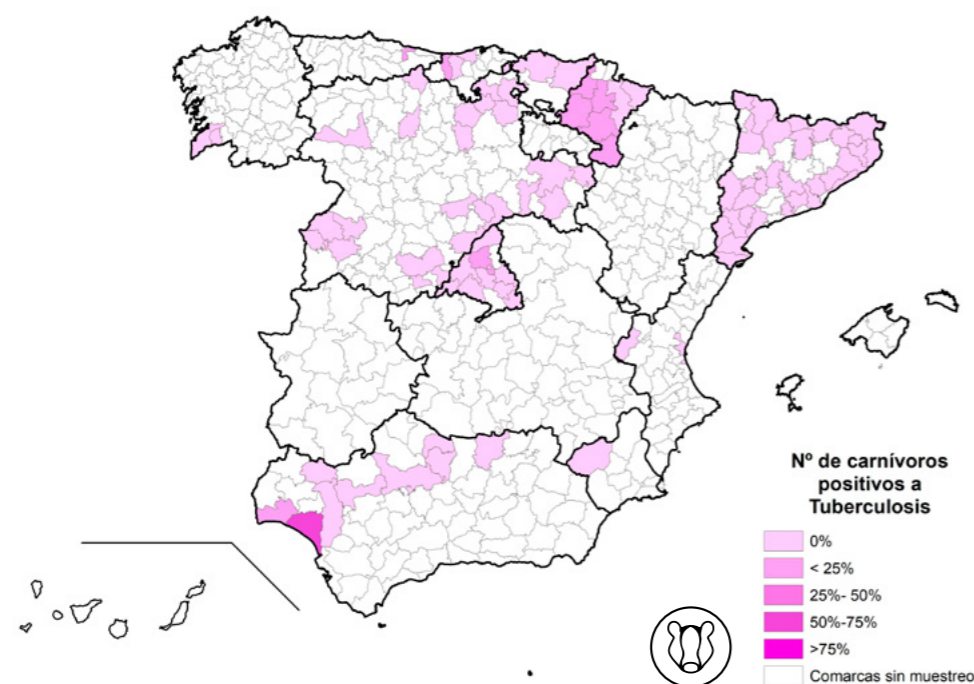 Nº de carnívoros
positivos a
Tuberculosis
0%
< 25%
25%- 50%
50%-75%
>75%
Comarcas sin muestreo